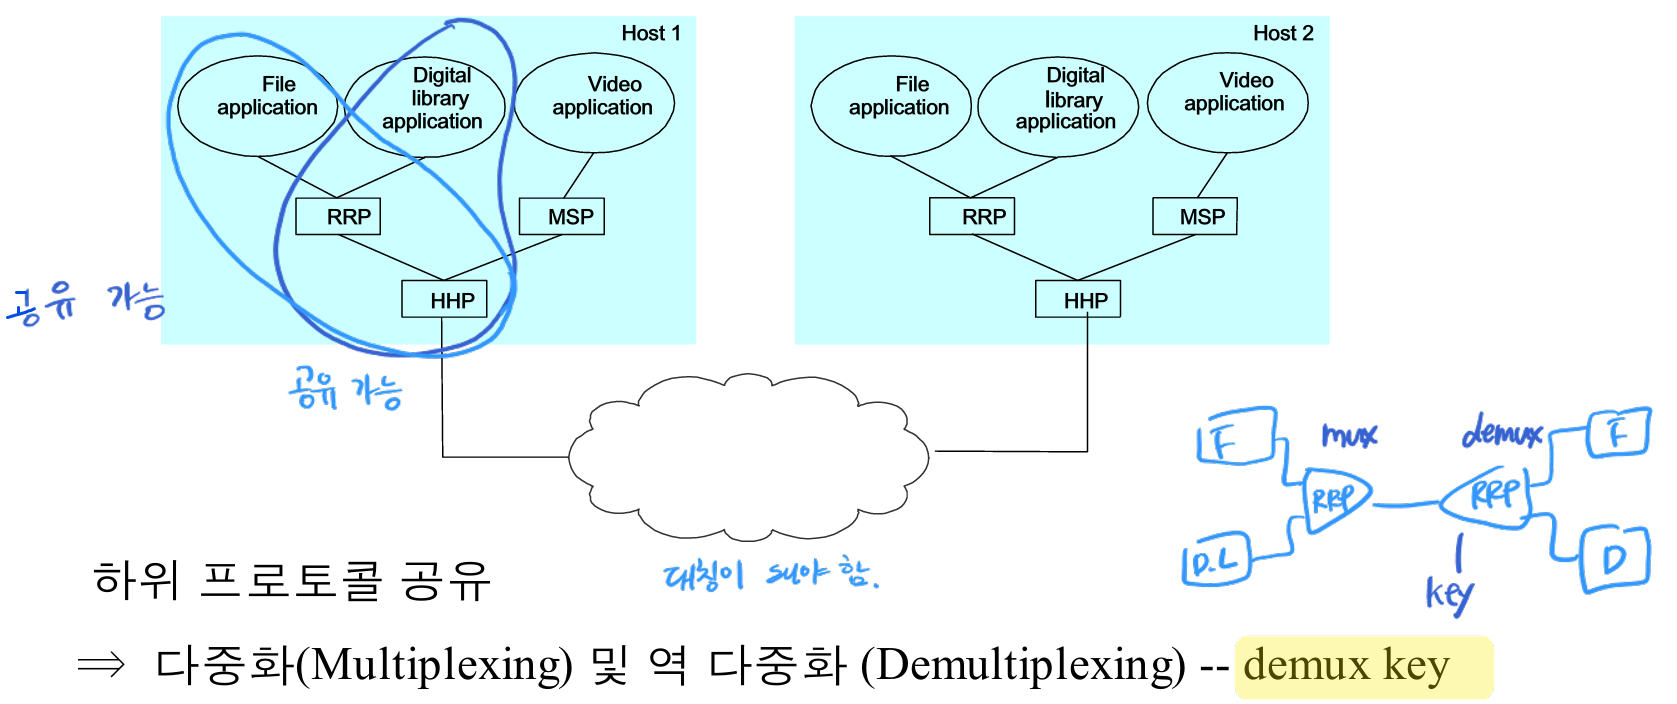 Host 1
File
application
Digital
library
application
Video
application
RRP
MSP
HHP
Host 2
File
application
Digital
library
application
Video
application
RRP
MSP
HHP
공유 가능
공유 가능
F
mux
demux
F
RRP
RRP
D.L
D
key
대칭이 되야 함.
하위 프로토콜 공유
⇒ 다중화(Multiplexing) 및 역 다중화 (Demultiplexing) -- demux key